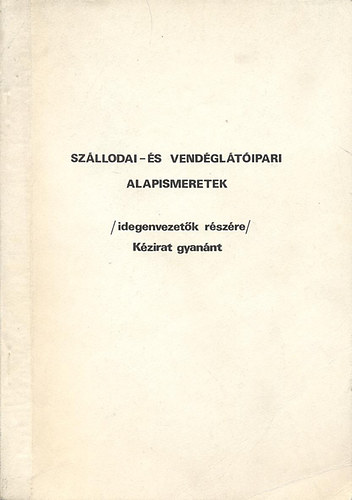 SZÁLLODAI-ÉS VENDÉGLÁTÓIPARI
ALAPISMERETEK
/idegenvezetők részére/
Kézirat gyanánt